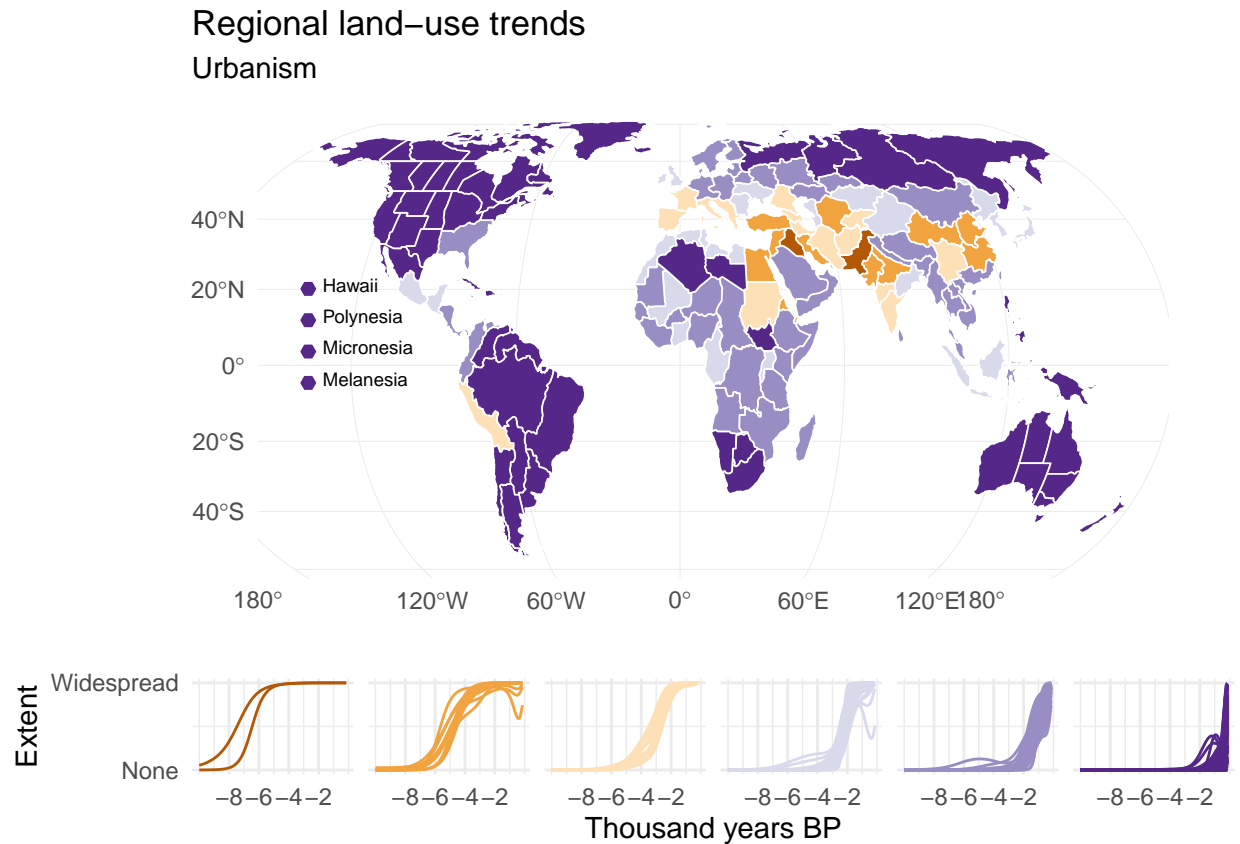 Regional land−use trends
Urbanism
40°N
20°N
0°
20°S
40°S
Hawaii
Polynesia
Micronesia
Melanesia
180° 120°W 60°W 0° 60°E 120°E180°
Extent
Widespread
None
−8−6−4−2 −8−6−4−2 −8−6−4−2 −8−6−4−2 −8−6−4−2 −8−6−4−2
Thousand years BP